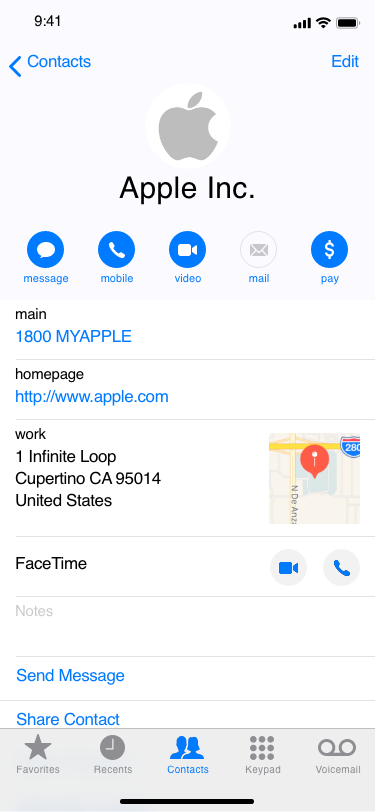 9:41
Contacts
Edit
Apple Inc.
message
mobile
video
mail
pay
main
1800 MYAPPLE
homepage
http://www.apple.com
work
1 Infinite Loop
Cupertino CA 95014
United States
280
N De Anza
FaceTime
Notes
Send Message
Share Contact
Favorites
Recents
Contacts
Keypad
Voicemail